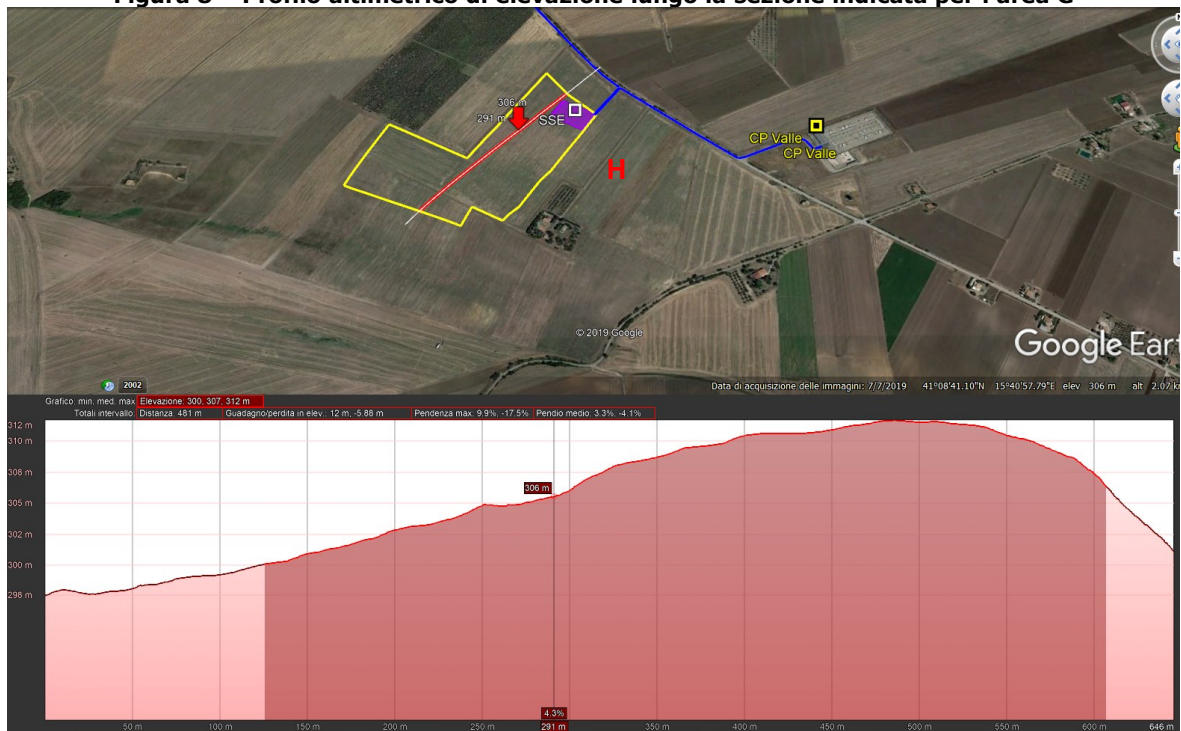 Figura 8 – Profilo altimetrico di elevazione lungo la sezione indicata per l'area G
306 m
291 m
SSE
H
CP Valle
CP Valle
© 2019 Google
Google Eart
2002
Data di acquisizione delle immagini: 7/7/2019 41°08'41.10"N 15°40'57.79"E elev 306 m alt 2.07 km
Grafico: min. med. max Elevazione: 300, 307, 312 m
Totali intervallo: Distanza: 481 m Guadagno/perdita in elev.: 12 m, -5.88 m Pendenza max: 9.9%, -17.5% Pendio medio: 3.3%, -4.1%
312 m
310 m
306 m
305 m
302 m
300 m
296 m
306 m
4.3%
50 m 100 m 150 m 200 m 250 m 291 m 350 m 400 m 450 m 500 m 550 m 600 m 646 m